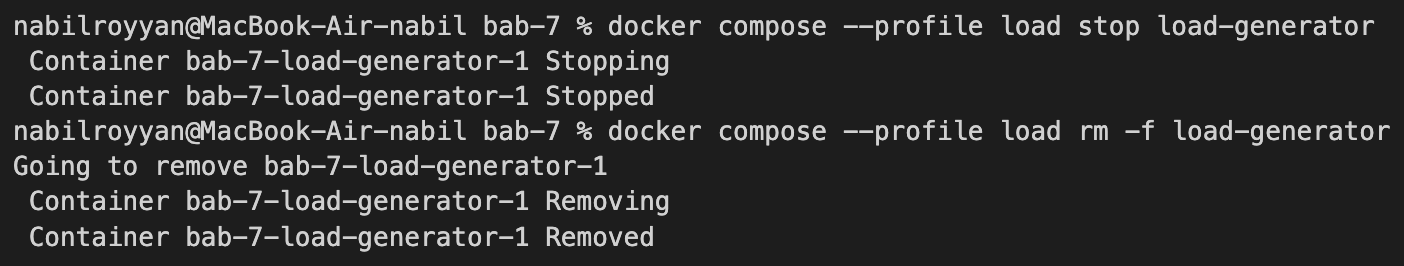 nabilroyyan@MacBook-Air-nabil bab-7 % docker compose --profile load stop load-generator
 Container bab-7-load-generator-1 Stopping
 Container bab-7-load-generator-1 Stopped
nabilroyyan@MacBook-Air-nabil bab-7 % docker compose --profile load rm -f load-generator
Going to remove bab-7-load-generator-1
 Container bab-7-load-generator-1 Removing
 Container bab-7-load-generator-1 Removed